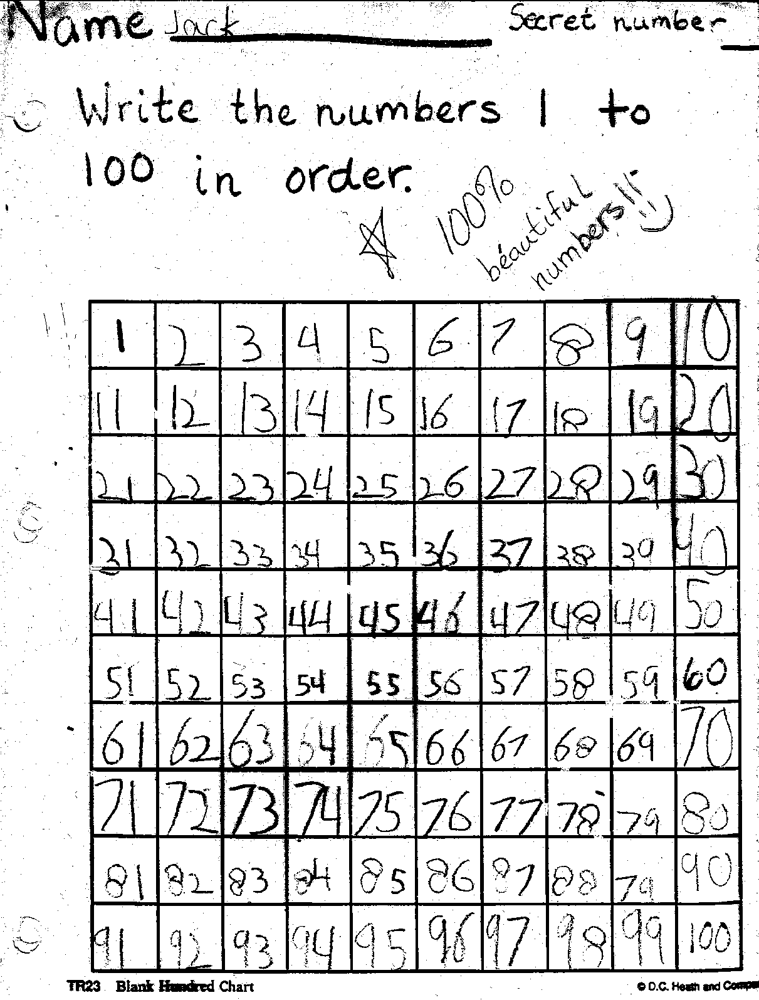 Name Jack
Secret number
Write the numbers 1 to
100 in order.
100%
beautiful
numbers!!
1 2 3 4 5 6 7 8 9 10
11 12 13 14 15 16 17 18 19 20
21 22 23 24 25 26 27 28 29 30
31 32 33 34 35 36 37 38 39 40
41 42 43 44 45 46 47 48 49 50
51 52 53 54 55 56 57 58 59 60
61 62 63 64 65 66 67 68 69 70
71 72 73 74 75 76 77 78 79 80
81 82 83 84 85 86 87 88 79 90
91 92 93 94 95 96 97 98 99 100
TR23 Blank Hundred Chart
© D.C. Heath and Compa